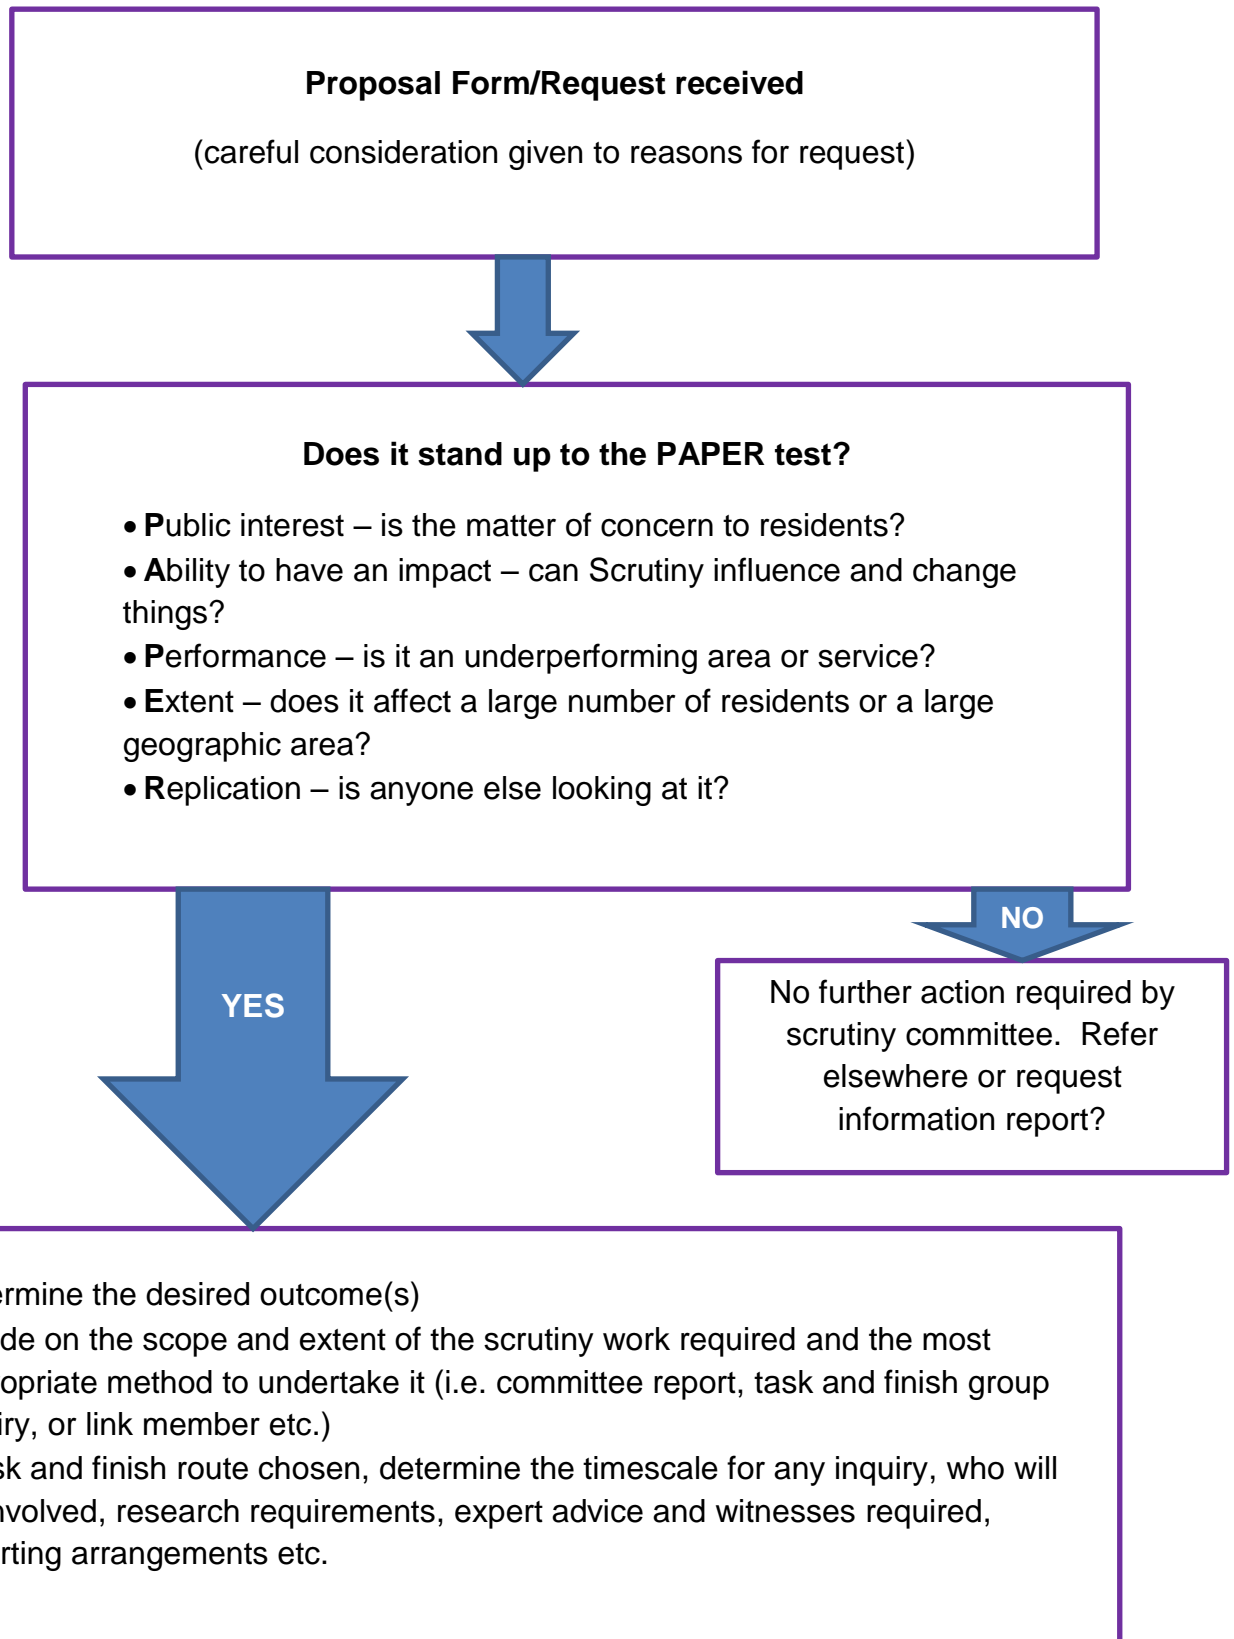 Proposal Form/Request received
(careful consideration given to reasons for request)
Does it stand up to the PAPER test?
• Public interest – is the matter of concern to residents?
• Ability to have an impact – can Scrutiny influence and change
things?
• Performance – is it an underperforming area or service?
• Extent – does it affect a large number of residents or a large
geographic area?
• Replication – is anyone else looking at it?
NO
YES
No further action required by
scrutiny committee.  Refer
elsewhere or request
information report?
ermine the desired outcome(s)
de on the scope and extent of the scrutiny work required and the most
opriate method to undertake it (i.e. committee report, task and finish group
iry, or link member etc.)
sk and finish route chosen, determine the timescale for any inquiry, who will
nvolved, research requirements, expert advice and witnesses required,
rting arrangements etc.